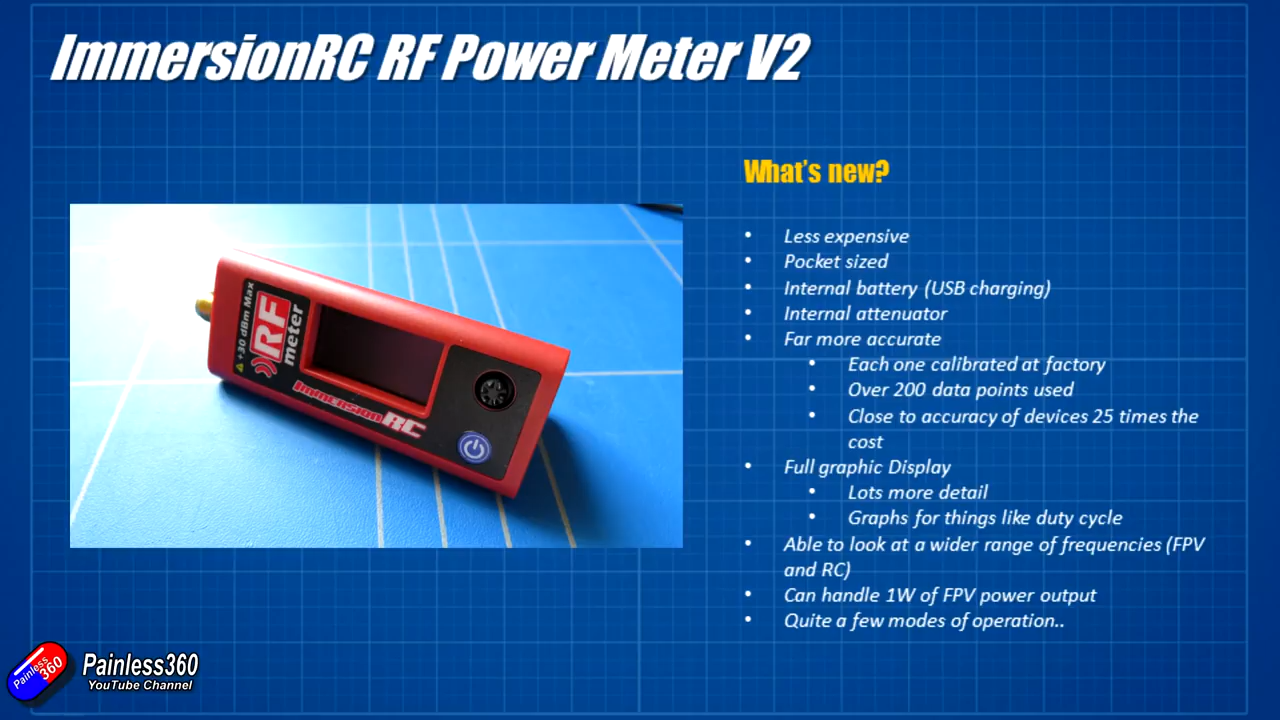 ImmersionRC RF Power Meter V2
What's new?
• Less expensive
• Pocket sized
• Internal battery (USB charging)
• Internal attenuator
• Far more accurate
• Each one calibrated at factory
• Over 200 data points used
• Close to accuracy of devices 25 times the
cost
• Full graphic Display
• Lots more detail
• Graphs for things like duty cycle
• Able to look at a wider range of frequencies (FPV
and RC)
• Can handle 1W of FPV power output
• Quite a few modes of operation..
+30 dBm Max
RF
meter
ImmersionRC
Painless
360
Painless360
YouTube Channel